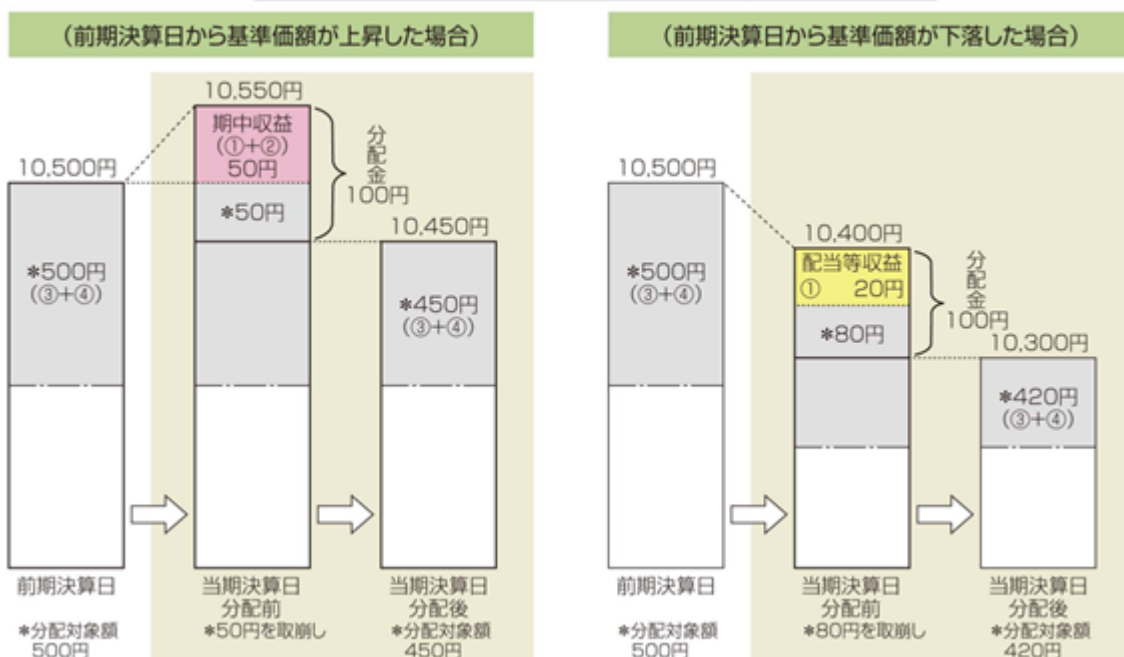 (前期決算日から基準価額が上昇した場合)
10,550円
期中収益
(①+②)
50円
分配金
100円
10,500円
*50円
10,450円
*500円
(③+④)
*450円
(③+④)
前期決算日
*分配対象額
500円
当期決算日
分配前
*50円を取崩し
当期決算日
分配後
*分配対象額
450円
(前期決算日から基準価額が下落した場合)
10,500円
10,400円
配当等収益
① 20円
分配金
100円
*500円
(③+④)
*80円
10,300円
*420円
(③+④)
前期決算日
*分配対象額
500円
当期決算日
分配前
*80円を取崩し
当期決算日
分配後
*分配対象額
420円